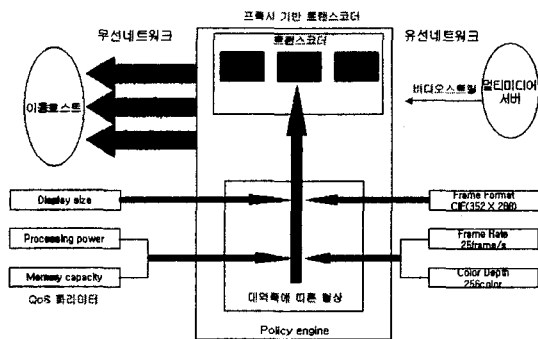 프록시 기반 트랜스코더
무선네트워크
트랜스코더
유선네트워크
이동호스트
비디오스트림
멀티미디어
서버
Display size
Frame Format
CIF(352 X 288)
Processing power
Frame Rate
25frame/s
Memory capacity
Color Depth
256color
QoS 파라미터
대역폭에 따른 협상
Policy engine